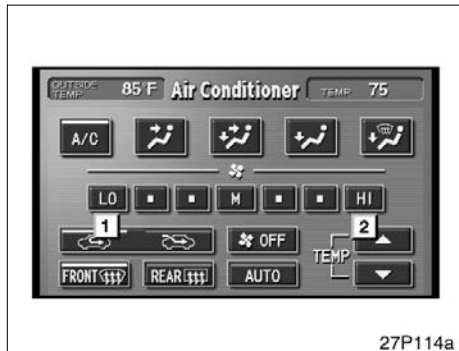 OUTSIDE TEMP 85°F Air Conditioner TEMP 75
A/C
LO M HI
1 2
OFF TEMP
FRONT REAR AUTO
27P114a